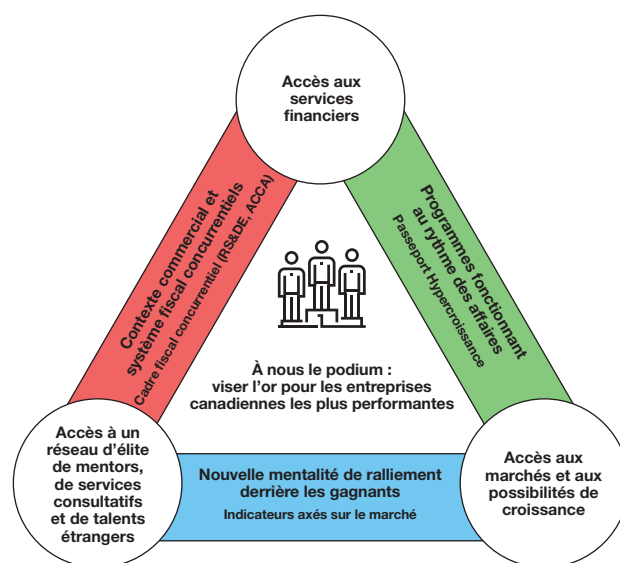 Accès aux
services
financiers
Contexte commercial et
système fiscal concurrentiels
Cadre fiscal concurrentiel (RS&DE, ACCA)
Programmes fonctionnant
au rythme des affaires
Passeport Hypercroissance
1
À nous le podium :
viser l’or pour les entreprises
canadiennes les plus performantes
Accès à un
réseau d’élite
de mentors,
de services
consultatifs
et de talents
étrangers
Nouvelle mentalité de ralliement
derrière les gagnants
Indicateurs axés sur le marché
Accès aux
marchés et aux
possibilités de
croissance